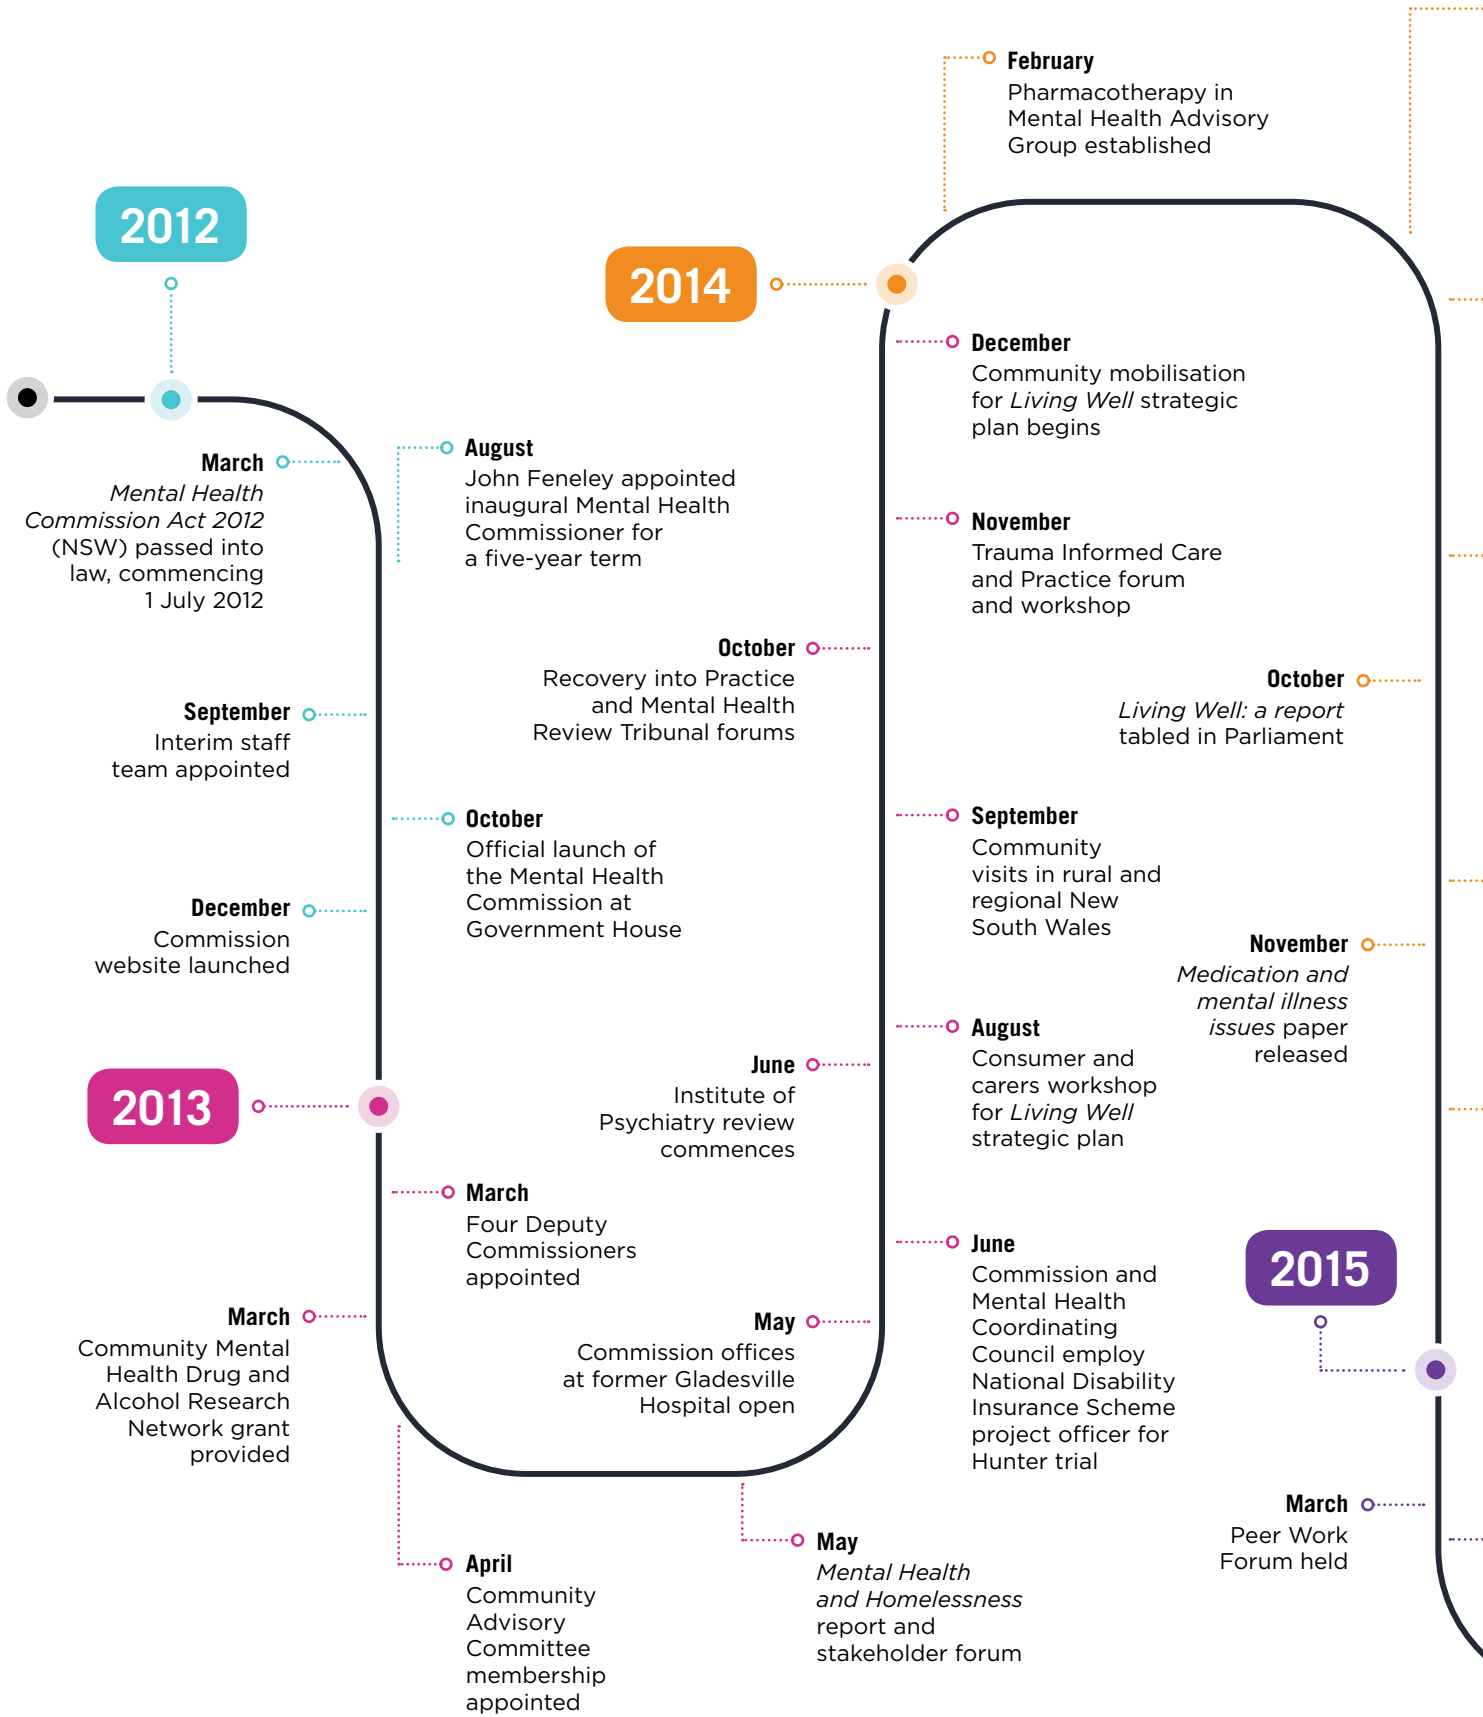 2012
March
Mental Health
Commission Act 2012
(NSW) passed into
law, commencing
1 July 2012
August
John Feneley appointed
inaugural Mental Health
Commissioner for
a five-year term
September
Interim staff
team appointed
October
Official launch of
the Mental Health
Commission at
Government House
December
Commission
website launched
2013
March
Four Deputy
Commissioners
appointed
March
Community Mental
Health Drug and
Alcohol Research
Network grant
provided
April
Community
Advisory
Committee
membership
appointed
May
Mental Health
and Homelessness
report and
stakeholder forum
May
Commission offices
at former Gladesville
Hospital open
June
Commission and
Mental Health
Coordinating
Council employ
National Disability
Insurance Scheme
project officer for
Hunter trial
June
Institute of
Psychiatry review
commences
August
Consumer and
carers workshop
for Living Well
strategic plan
September
Community
visits in rural and
regional New
South Wales
October
Recovery into Practice
and Mental Health
Review Tribunal forums
November
Trauma Informed Care
and Practice forum
and workshop
December
Community mobilisation
for Living Well strategic
plan begins
2014
February
Pharmacotherapy in
Mental Health Advisory
Group established
October
Living Well: a report
tabled in Parliament
November
Medication and
mental illness
issues paper
released
2015
March
Peer Work
Forum held